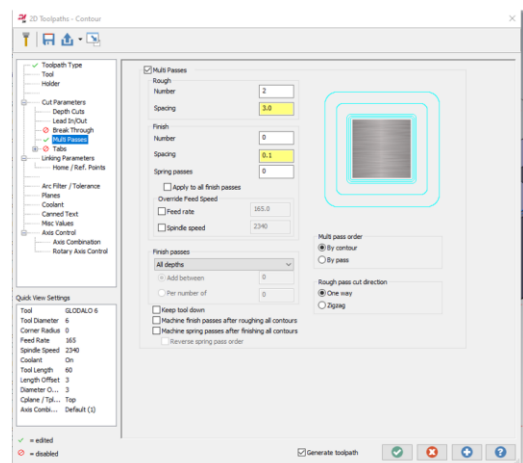 2D Toolpaths - Contour
Toolpath Type
Tool
Holder
Cut Parameters
Depth Cuts
Lead In/Out
Break Through
Multi Passes
Tabs
Linking Parameters
Home / Ref. Points
Arc Filter / Tolerance
Planes
Coolant
Canned Text
Misc Values
Axis Control
Axis Combination
Rotary Axis Control
Quick View Settings
Tool GLODALO 6
Tool Diameter 6
Corner Radius 0
Feed Rate 165
Spindle Speed 2340
Coolant On
Tool Length 60
Length Offset 3
Diameter O... 3
Cplane / Tpl... Top
Axis Combi... Default (1)
= edited
= disabled
Multi Passes
Rough
Number 2
Spacing 3.0
Finish
Number 0
Spacing 0.1
Spring passes 0
Apply to all finish passes
Override Feed Speed
Feed rate 165.0
Spindle speed 2340
Finish passes
All depths
Add between 0
Per number of 0
Keep tool down
Machine finish passes after roughing all contours
Machine spring passes after finishing all contours
Reverse spring pass order
Multi pass order
By contour
By pass
Rough pass cut direction
One way
Zigzag
Generate toolpath